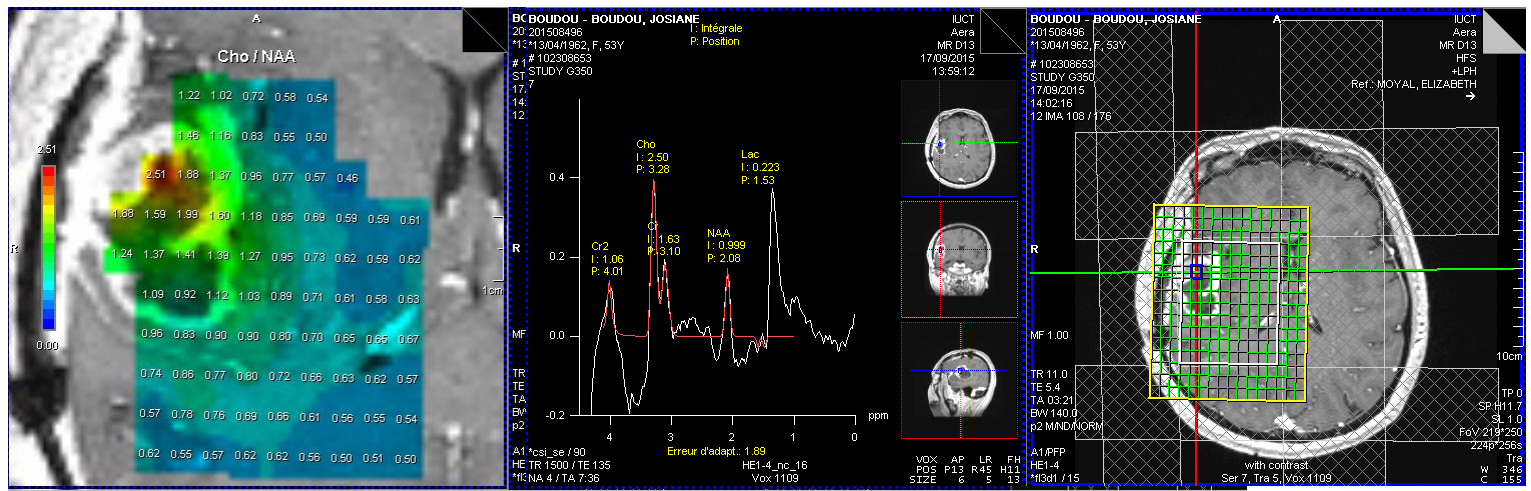 A
Cho / NAA
1.22 1.02 0.72 0.58 0.54
1.46 1.16 0.83 0.55 0.50
2.51
2.51 1.88 1.37 0.96 0.77 0.57 0.46
1.88 1.59 1.99 1.60 1.18 0.85 0.69 0.59 0.59 0.61
R
1.24 1.37 1.41 1.39 1.27 0.95 0.73 0.62 0.59 0.62
1cm
1.09 0.92 1.12 1.03 0.89 0.71 0.61 0.58 0.63
0.96 0.83 0.90 0.90 0.80 0.70 0.65 0.65 0.67
0.00
0.74 0.86 0.77 0.80 0.72 0.66 0.63 0.62 0.57
0.57 0.78 0.76 0.69 0.66 0.61 0.56 0.55 0.54
0.62 0.55 0.57 0.62 0.61 0.56 0.50 0.51 0.50
BOUDOU - BOUDOU, JOSIANE
201508496
*13/04/1962, F, 53Y
# 102308653
STUDY G350
7
I : Intégrale
P: Position
IUCT
Aera
MR D13
17/09/2015
13:59:12
Cho
I : 2.50
P: 3.28
Lac
I : 0.223
P: 1.53
0.4
Cr2
I : 1.06
P: 4.01
I: 1.63
P: 3.10
NAA
I : 0.999
P: 2.08
0.2
0.0
-0.2
4 3 2 1 0
ppm
Erreur d'adapt.: 1.89
*csi_se / 90
TR 1500 / TE 135
NA 4 / TA 7:36
HE1-4_nc_16
Vox 1109
VOX AP LR FH
POS P13 R45 H11
SIZE 6 5 13
BOUDOU - BOUDOU, JOSIANE
201508496
*13/04/1962, F, 53Y
# 102308653
STUDY G350
17/09/2015
14:02:16
12 IMA 108 / 176
A
IUCT
Aera
MR D13
HFS
+LPH
Ref.: MOYAL, ELIZABETH
R
MF 1.00
10cm
TR 11.0
TE 5.4
TA 03:21
BW 140.0
p2 M/ND/NORM
A1/PFP
HE1-4
*fl3d1 / 15
TP 0
SP H11.7
SL 1.0
FoV 219*250
224p*256s
Tra
W 346
C 155
with contrast
Ser 7, Tra 5, Vox 1109